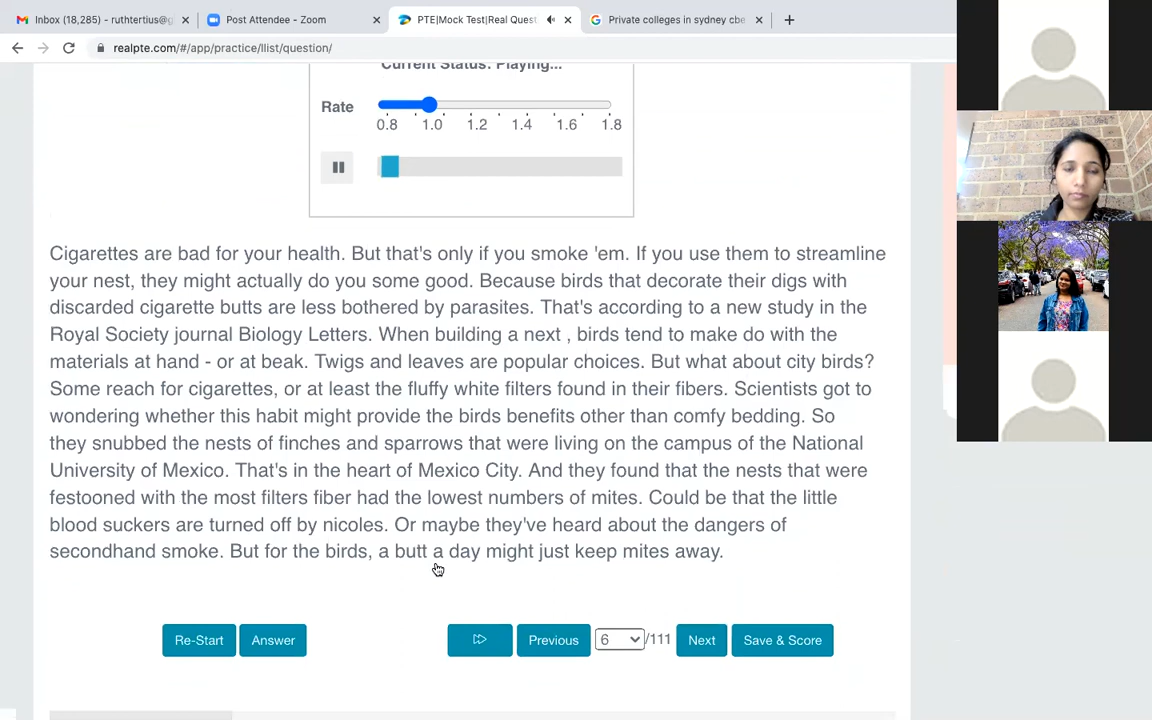 Inbox (18,285) - ruthtertius@g
Post Attendee - Zoom
PTE|Mock Test|Real Quest
Private colleges in sydney cbe
realpte.com/#/app/practice/llist/question/
Current Status: Playing...
Rate
0.8 1.0 1.2 1.4 1.6 1.8
Cigarettes are bad for your health. But that's only if you smoke 'em. If you use them to streamline
your nest, they might actually do you some good. Because birds that decorate their digs with
discarded cigarette butts are less bothered by parasites. That's according to a new study in the
Royal Society journal Biology Letters. When building a next , birds tend to make do with the
materials at hand - or at beak. Twigs and leaves are popular choices. But what about city birds?
Some reach for cigarettes, or at least the fluffy white filters found in their fibers. Scientists got to
wondering whether this habit might provide the birds benefits other than comfy bedding. So
they snubbed the nests of finches and sparrows that were living on the campus of the National
University of Mexico. That's in the heart of Mexico City. And they found that the nests that were
festooned with the most filters fiber had the lowest numbers of mites. Could be that the little
blood suckers are turned off by nicoles. Or maybe they've heard about the dangers of
secondhand smoke. But for the birds, a butt a day might just keep mites away.
Re-Start Answer Previous 6 /111 Next Save & Score